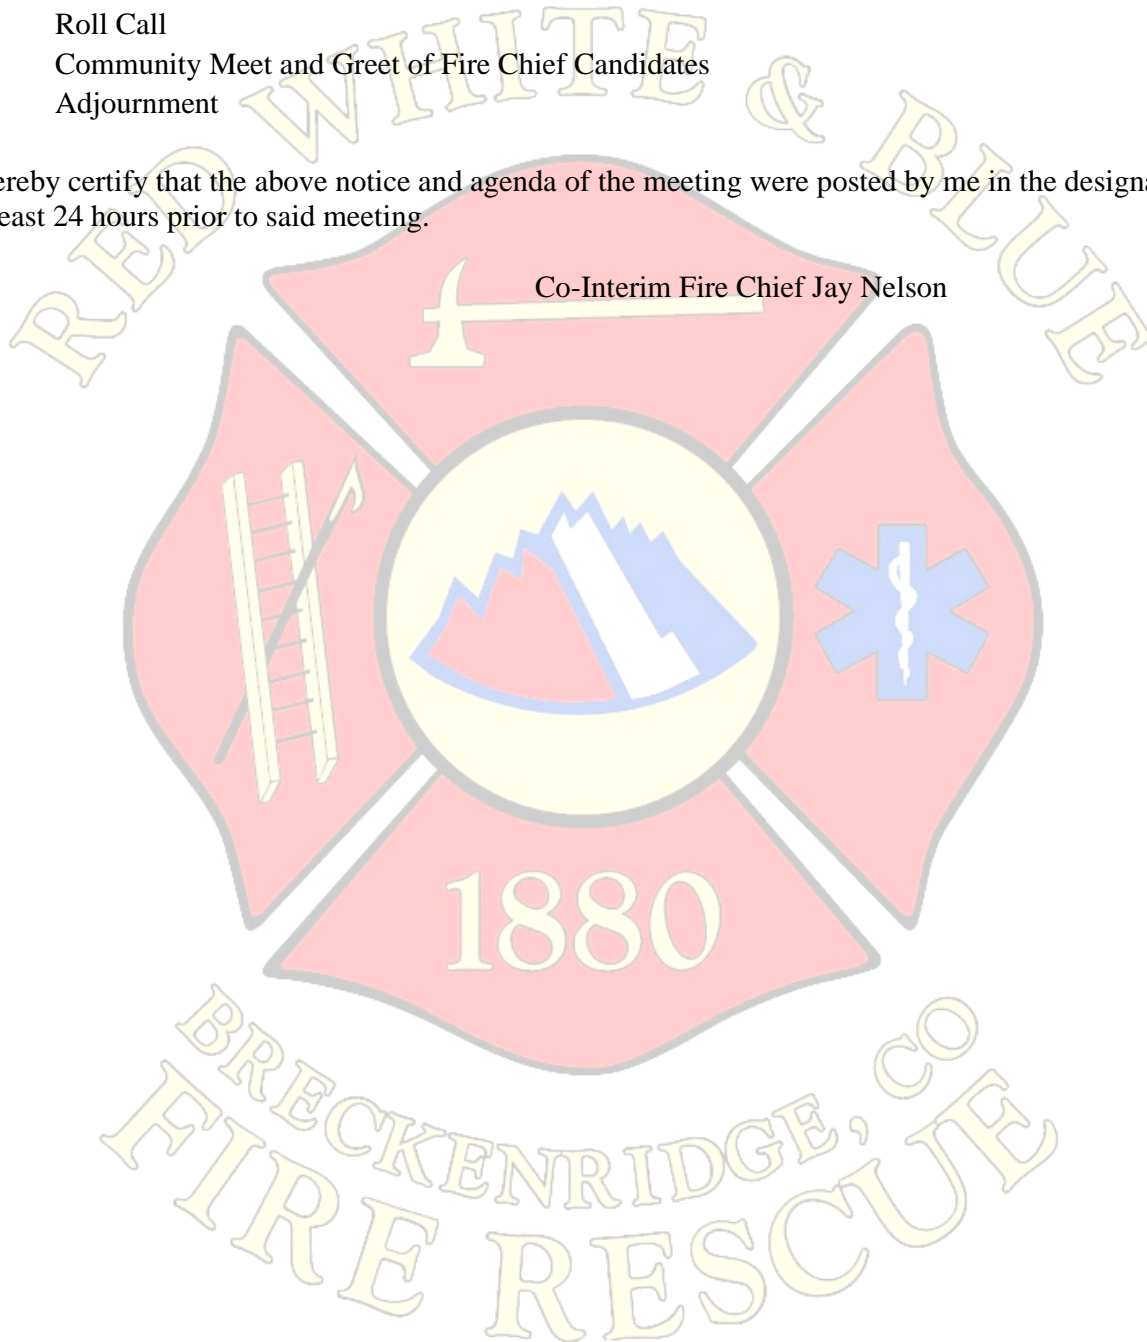 Roll Call
Community Meet and Greet of Fire Chief Candidates
Adjournment
ereby certify that the above notice and agenda of the meeting were posted by me in the designa
east 24 hours prior to said meeting.
Co-Interim Fire Chief Jay Nelson
RED WHITE & BLUE
1880
BRECKENRIDGE, CO
FIRE RESCUE